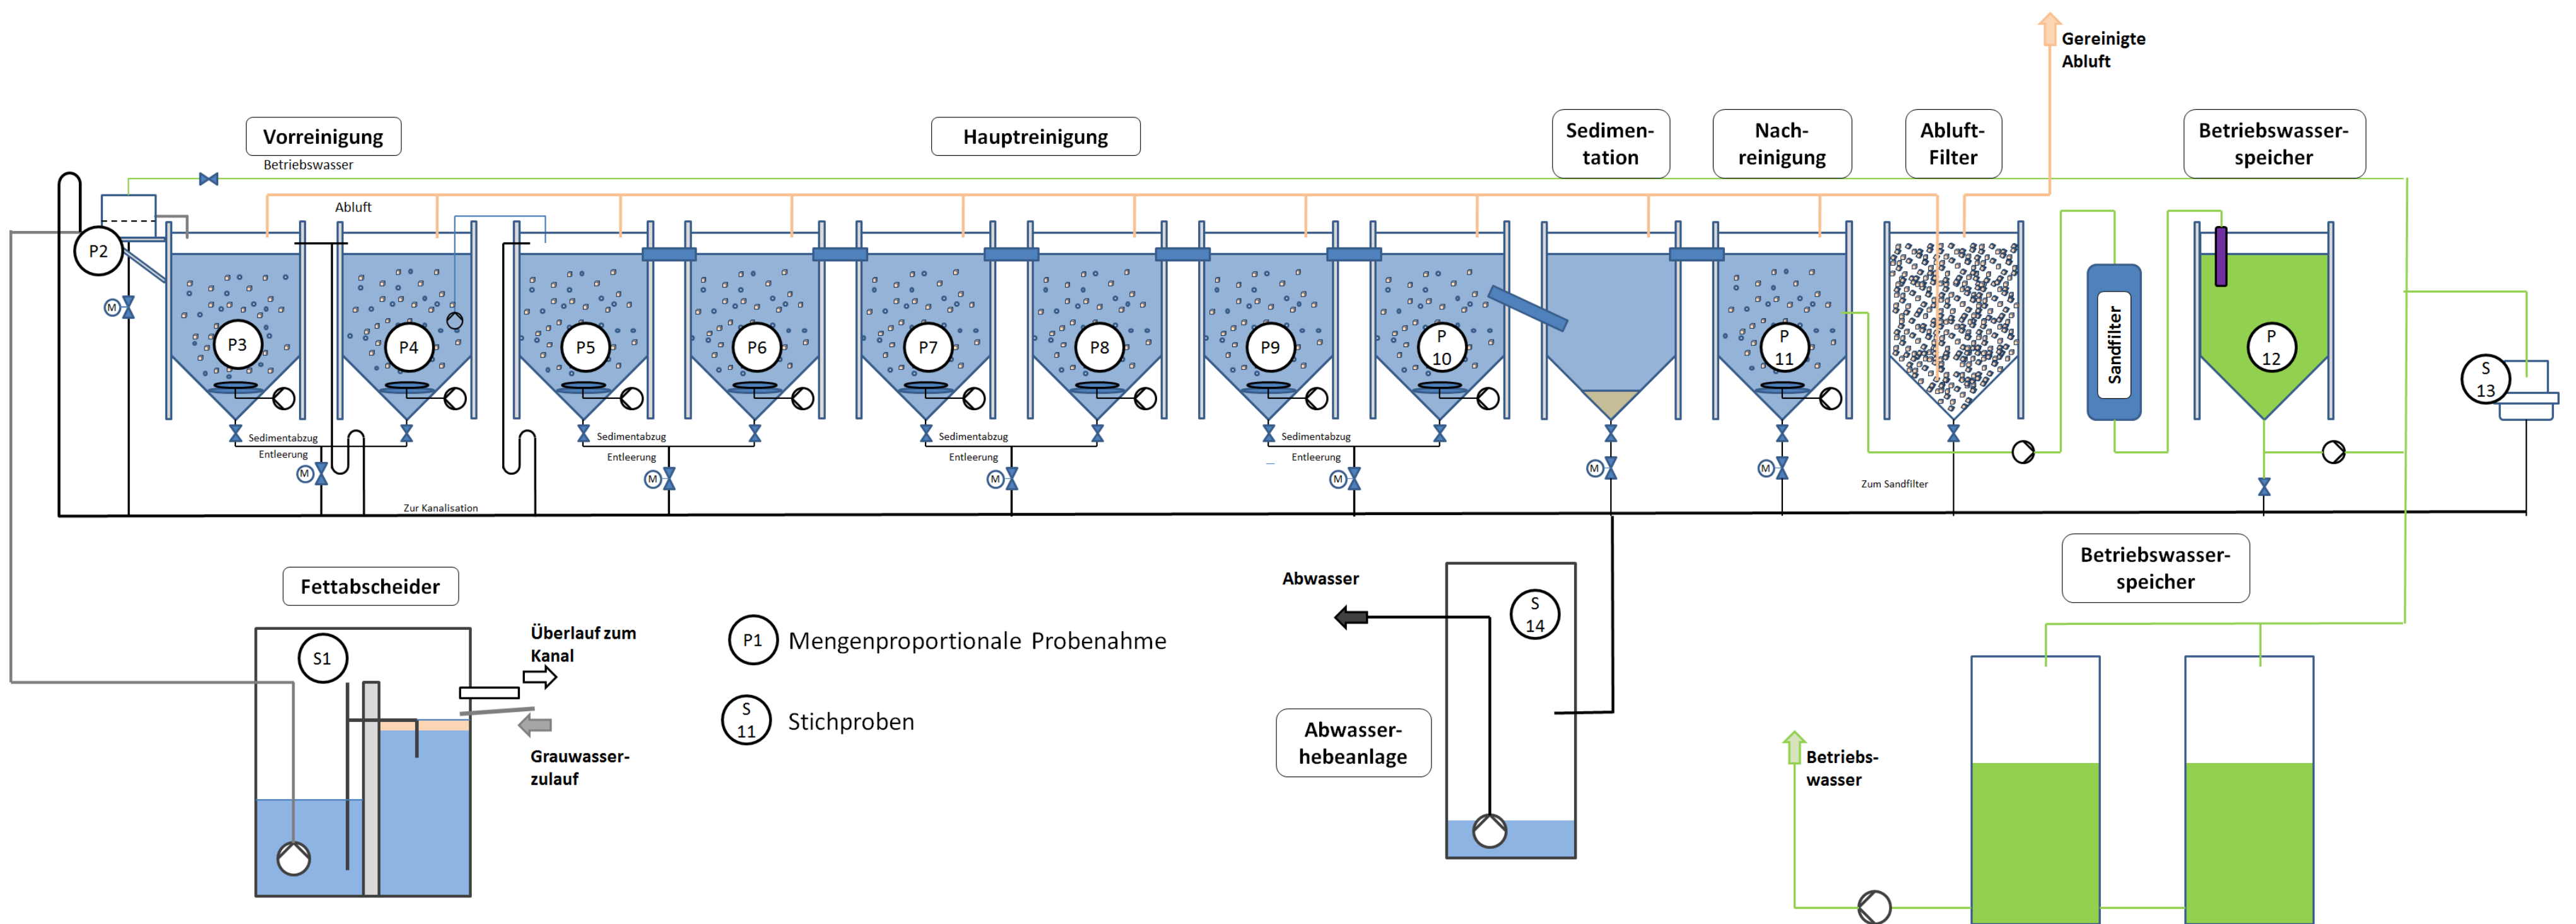 Gereinigte
Abluft
Vorreinigung
Hauptreinigung
Sedimen-
tation
Nach-
reinigung
Abluft-
Filter
Betriebswasser-
speicher
Betriebswasser
Abluft
P2
M
P3
P4
P5
P6
P7
P8
P9
P
10
P
11
Sandfilter
P
12
S
13
Sedimentabzug
Entleerung
M
Sedimentabzug
Entleerung
M
Sedimentabzug
Entleerung
M
Sedimentabzug
Entleerung
M
M
M
Zum Sandfilter
Zur Kanalisation
Fettabscheider
S1
Überlauf zum
Kanal
Grauwasser-
zulauf
P1
Mengenproportionale Probenahme
S
11
Stichproben
Abwasser
S
14
Abwasser-
hebeanlage
Betriebswasser-
speicher
Betriebs-
wasser